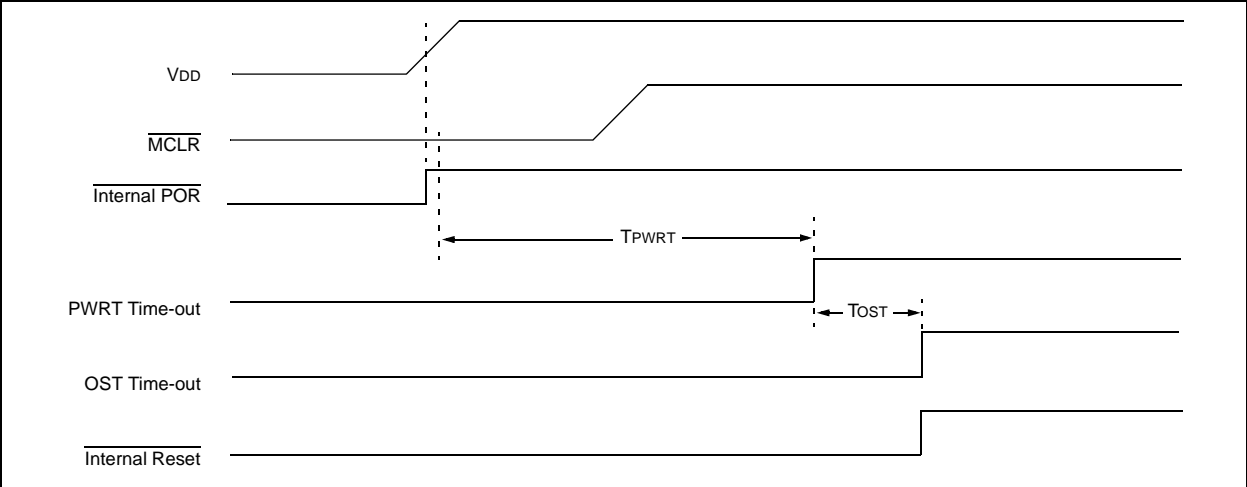 VDD
MCLR
Internal POR
TPWRT
PWRT Time-out
TOST
OST Time-out
Internal Reset